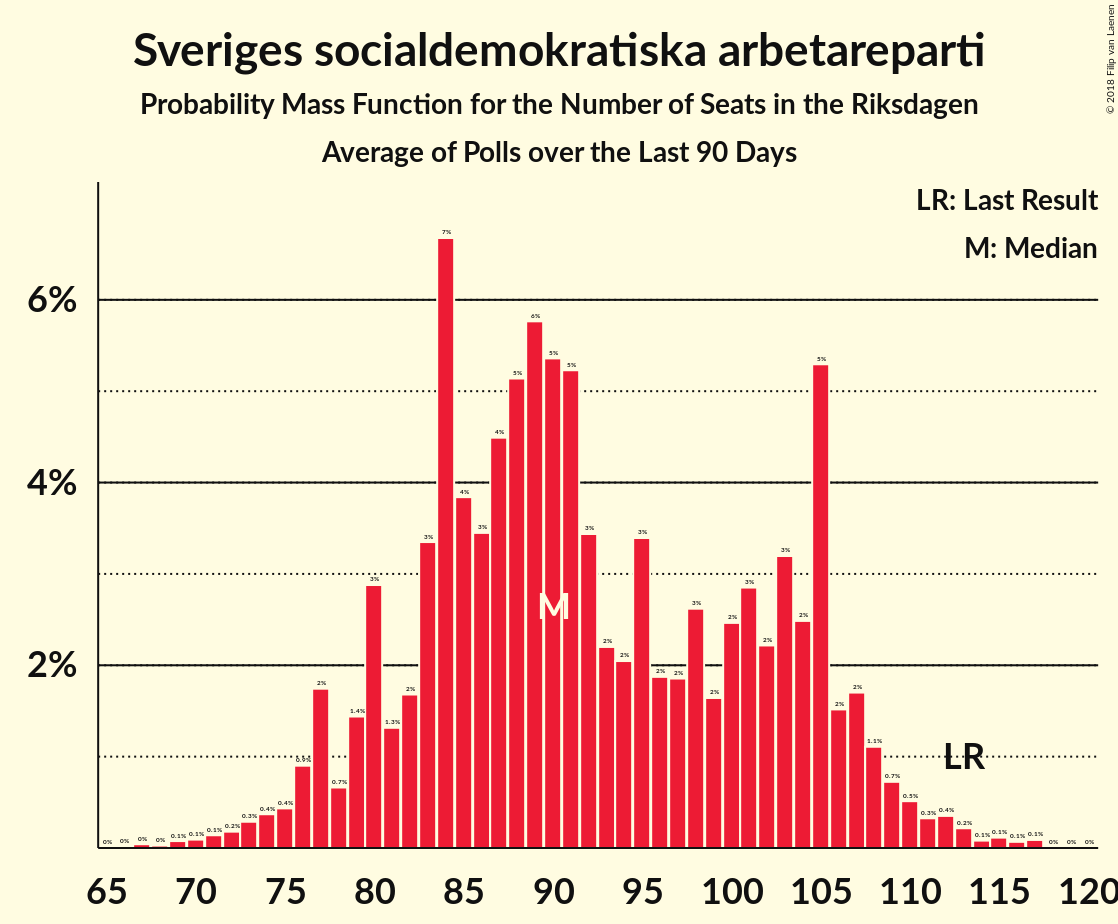 Sveriges socialdemokratiska arbetareparti
Probability Mass Function for the Number of Seats in the Riksdagen
Average of Polls over the Last 90 Days
© 2018 Filip van Laenen
LR: Last Result
M: Median
6%
4%
2%
0% 0% 0% 0% 0.1% 0.1% 0.1% 0.2% 0.3% 0.4% 0.4% 0.9% 2% 0.7% 1.4% 3% 1.3% 2% 3% 7% 4% 3% 4% 5% 6% 5% 5% 3% 2% 2% 3% 2% 2% 3% 2% 2% 3% 2% 3% 2% 5% 2% 2% 1.1% 0.7% 0.5% 0.3% 0.4% 0.2% 0.1% 0.1% 0.1% 0.1% 0% 0% 0%
M
LR
65 70 75 80 85 90 95 100 105 110 115 120